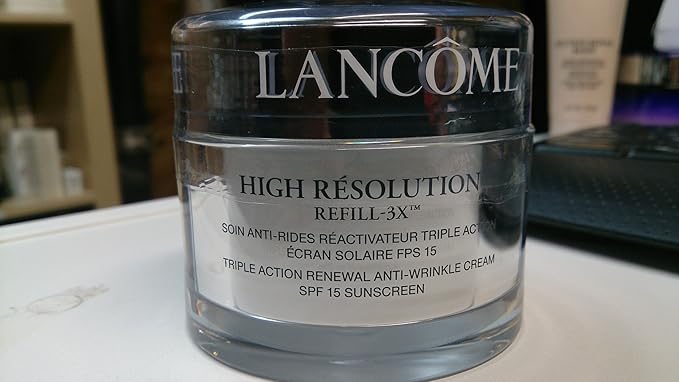 LANCÔME
HIGH RÉSOLUTION
REFILL-3X™
SOIN ANTI-RIDES RÉACTIVATEUR TRIPLE ACTION
ÉCRAN SOLAIRE FPS 15
TRIPLE ACTION RENEWAL ANTI-WRINKLE CREAM
SPF 15 SUNSCREEN